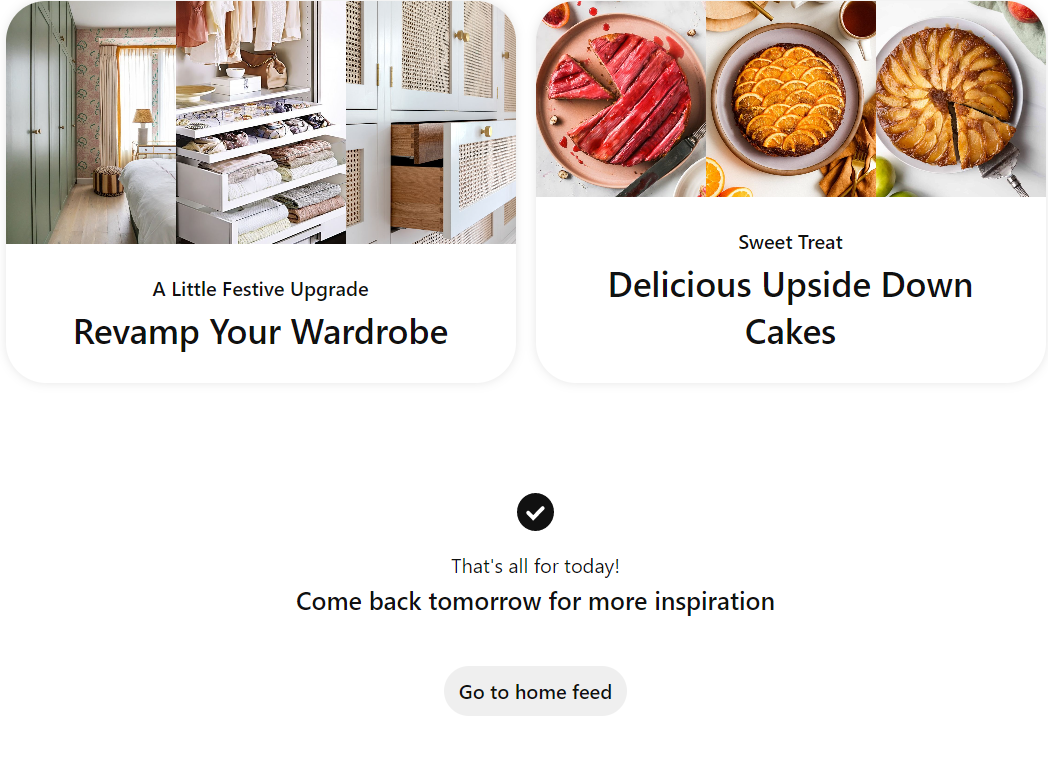 A Little Festive Upgrade
Revamp Your Wardrobe
Sweet Treat
Delicious Upside Down
Cakes
That's all for today!
Come back tomorrow for more inspiration
Go to home feed